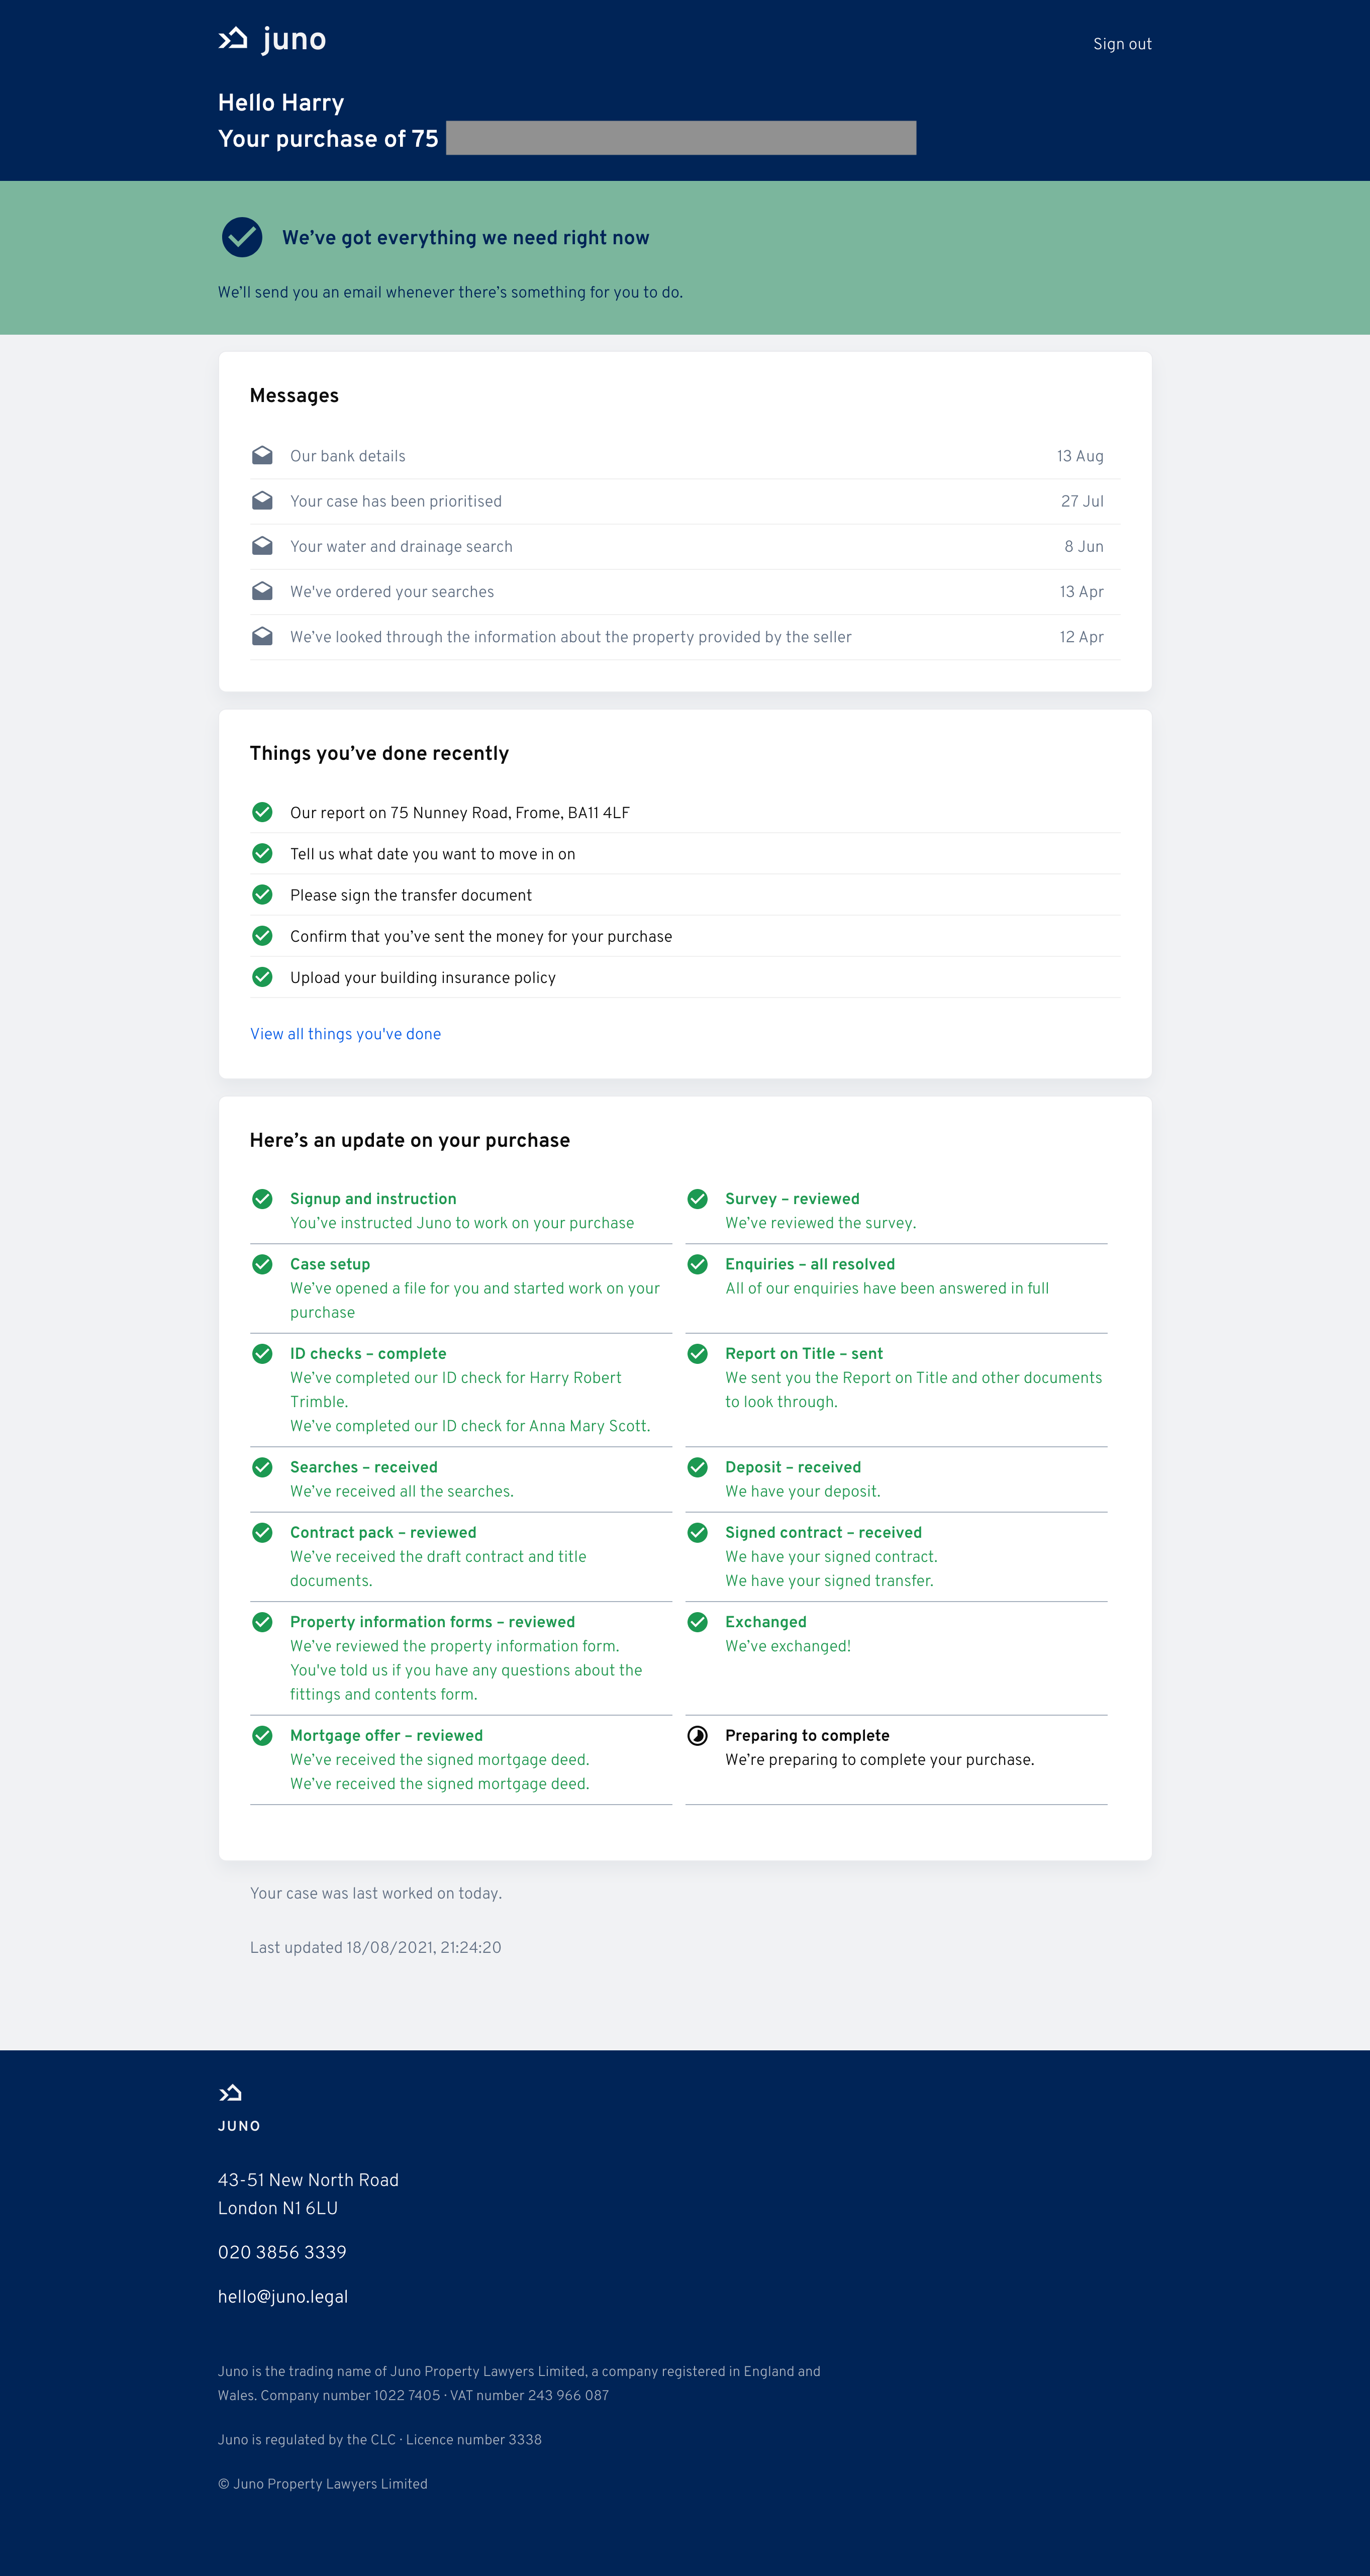 juno
Sign out
Hello Harry
Your purchase of 75
We’ve got everything we need right now
We’ll send you an email whenever there’s something for you to do.
Messages
Our bank details 13 Aug
Your case has been prioritised 27 Jul
Your water and drainage search 8 Jun
We've ordered your searches 13 Apr
We’ve looked through the information about the property provided by the seller 12 Apr
Things you’ve done recently
Our report on 75 Nunney Road, Frome, BA11 4LF
Tell us what date you want to move in on
Please sign the transfer document
Confirm that you’ve sent the money for your purchase
Upload your building insurance policy
View all things you've done
Here’s an update on your purchase
Signup and instruction
You’ve instructed Juno to work on your purchase
Case setup
We’ve opened a file for you and started work on your
purchase
ID checks – complete
We’ve completed our ID check for Harry Robert
Trimble.
We’ve completed our ID check for Anna Mary Scott.
Searches – received
We’ve received all the searches.
Contract pack – reviewed
We’ve received the draft contract and title
documents.
Property information forms – reviewed
We’ve reviewed the property information form.
You've told us if you have any questions about the
fittings and contents form.
Mortgage offer – reviewed
We’ve received the signed mortgage deed.
We’ve received the signed mortgage deed.
Survey – reviewed
We’ve reviewed the survey.
Enquiries – all resolved
All of our enquiries have been answered in full
Report on Title – sent
We sent you the Report on Title and other documents
to look through.
Deposit – received
We have your deposit.
Signed contract – received
We have your signed contract.
We have your signed transfer.
Exchanged
We’ve exchanged!
Preparing to complete
We’re preparing to complete your purchase.
Your case was last worked on today.
Last updated 18/08/2021, 21:24:20
JUNO
43-51 New North Road
London N1 6LU
020 3856 3339
hello@juno.legal
Juno is the trading name of Juno Property Lawyers Limited, a company registered in England and
Wales. Company number 1022 7405 · VAT number 243 966 087
Juno is regulated by the CLC · Licence number 3338
© Juno Property Lawyers Limited